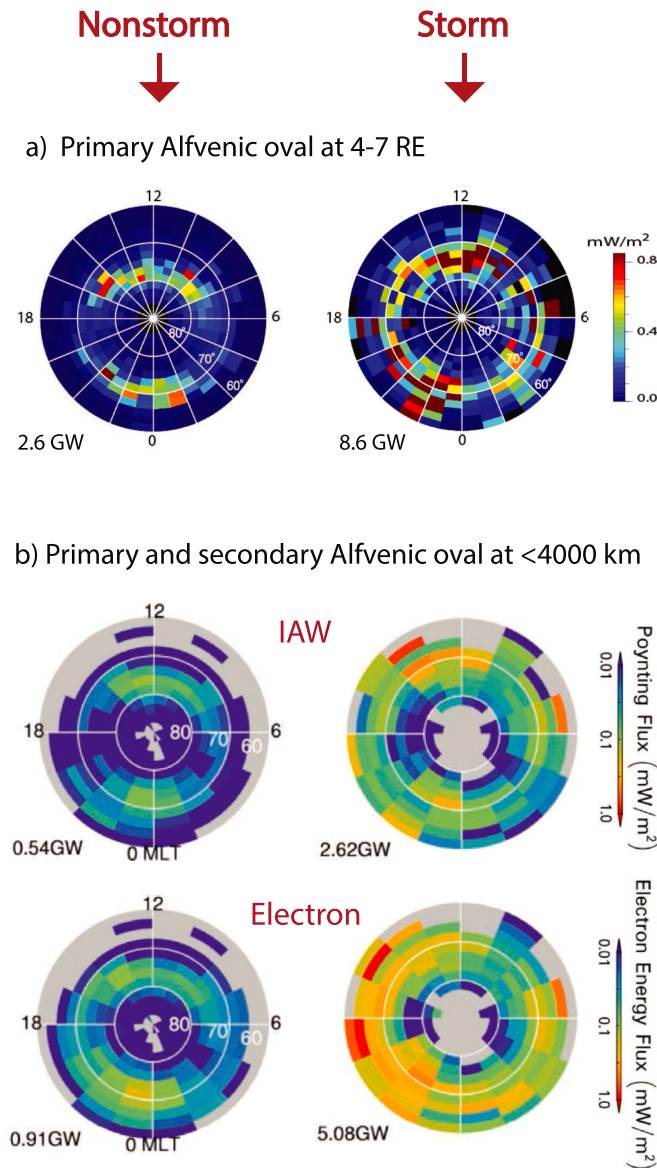 Nonstorm Storm
a) Primary Alfvenic oval at 4-7 RE
12 12
mW/m²
0.8
18 6 18 6
0.4
80° 80°
70° 70°
60° 60°
0.0
2.6 GW 0 8.6 GW 0
b) Primary and secondary Alfvenic oval at <4000 km
12 IAW
18 80 70 60 6
0.01
0.1
1.0
Poynting Flux (mW/m²)
0.54GW 0 MLT 2.62GW
12 Electron
18 80 70 60 6
0.01
0.1
1.0
Electron Energy Flux (mW/m²)
0.91GW 0 MLT 5.08GW